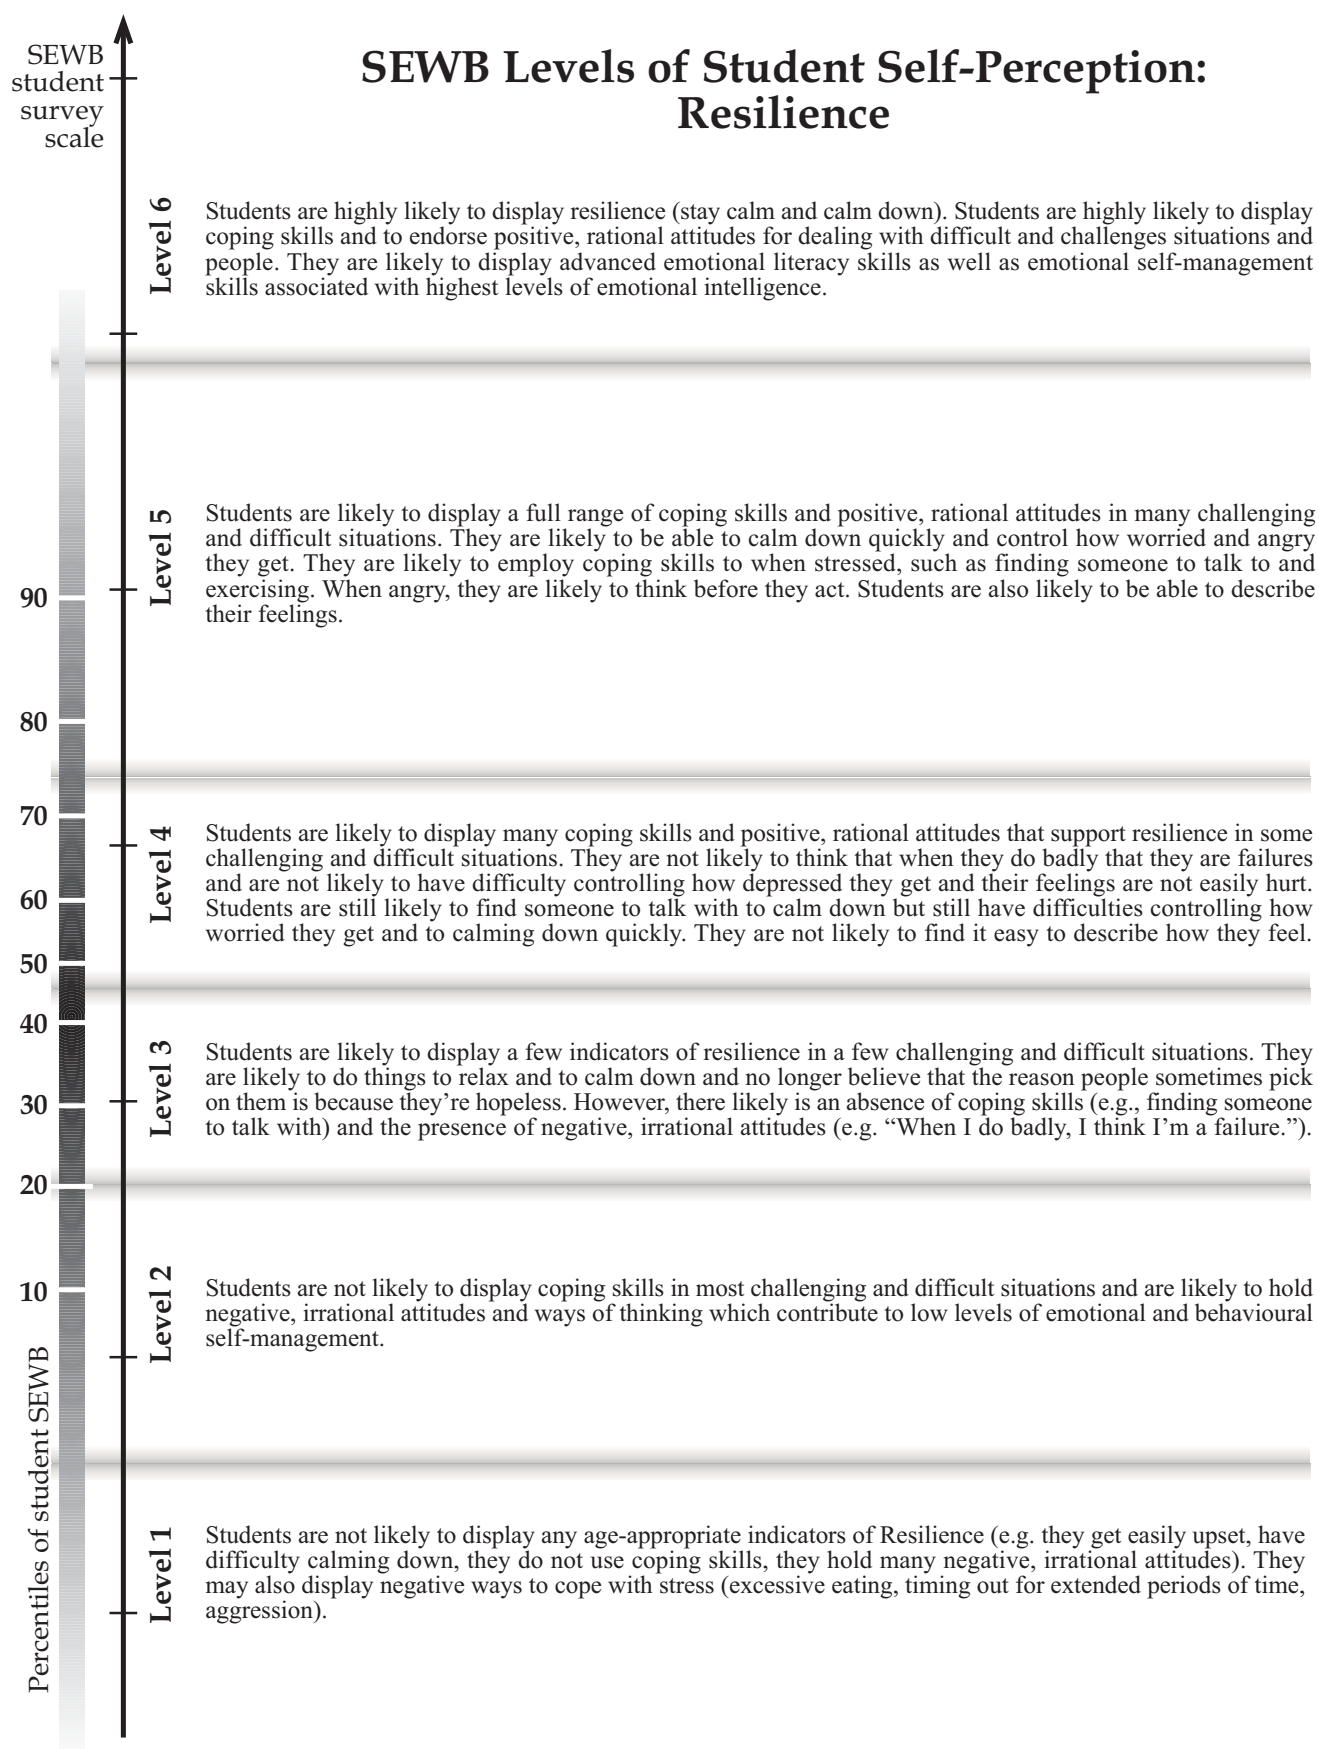 SEWB
student
survey
scale
SEWB Levels of Student Self-Perception:
Resilience
Level 6
Students are highly likely to display resilience (stay calm and calm down). Students are highly likely to display
coping skills and to endorse positive, rational attitudes for dealing with difficult and challenges situations and
people. They are likely to display advanced emotional literacy skills as well as emotional self-management
skills associated with highest levels of emotional intelligence.
Level 5
Students are likely to display a full range of coping skills and positive, rational attitudes in many challenging
and difficult situations. They are likely to be able to calm down quickly and control how worried and angry
they get. They are likely to employ coping skills to when stressed, such as finding someone to talk to and
exercising. When angry, they are likely to think before they act. Students are also likely to be able to describe
their feelings.
90
80
70
Level 4
Students are likely to display many coping skills and positive, rational attitudes that support resilience in some
challenging and difficult situations. They are not likely to think that when they do badly that they are failures
and are not likely to have difficulty controlling how depressed they get and their feelings are not easily hurt.
Students are still likely to find someone to talk with to calm down but still have difficulties controlling how
worried they get and to calming down quickly. They are not likely to find it easy to describe how they feel.
60
50
40
Level 3
Students are likely to display a few indicators of resilience in a few challenging and difficult situations. They
are likely to do things to relax and to calm down and no longer believe that the reason people sometimes pick
on them is because they’re hopeless. However, there likely is an absence of coping skills (e.g., finding someone
to talk with) and the presence of negative, irrational attitudes (e.g. “When I do badly, I think I’m a failure.”).
30
20
10
Level 2
Students are not likely to display coping skills in most challenging and difficult situations and are likely to hold
negative, irrational attitudes and ways of thinking which contribute to low levels of emotional and behavioural
self-management.
Percentiles of student SEWB
Level 1
Students are not likely to display any age-appropriate indicators of Resilience (e.g. they get easily upset, have
difficulty calming down, they do not use coping skills, they hold many negative, irrational attitudes). They
may also display negative ways to cope with stress (excessive eating, timing out for extended periods of time,
aggression).